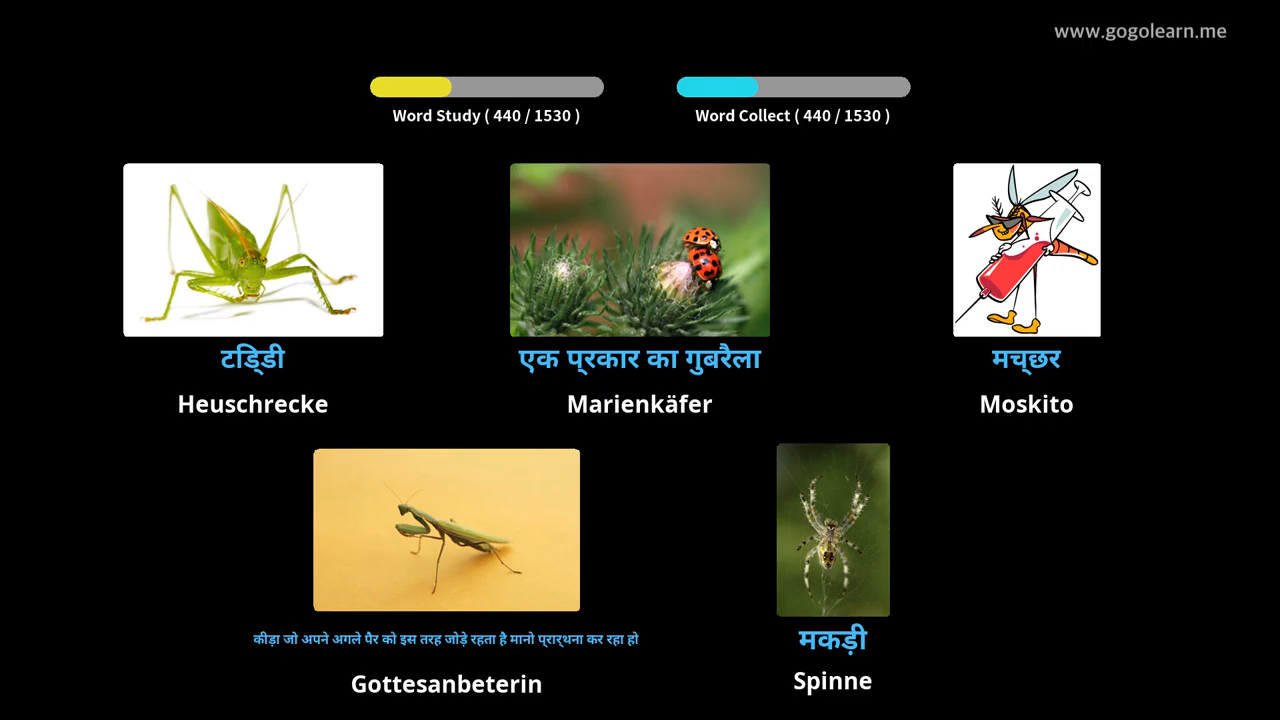 www.gogolearn.me
Word Study ( 440 / 1530 )
Word Collect ( 440 / 1530 )
टिड्डी
एक प्रकार का गुबरैला
मच्छर
Heuschrecke
Marienkäfer
Moskito
कीड़ा जो अपने अगले पैर को इस तरह जोड़े रहता है मानो प्रार्थना कर रहा हो
मकड़ी
Gottesanbeterin
Spinne